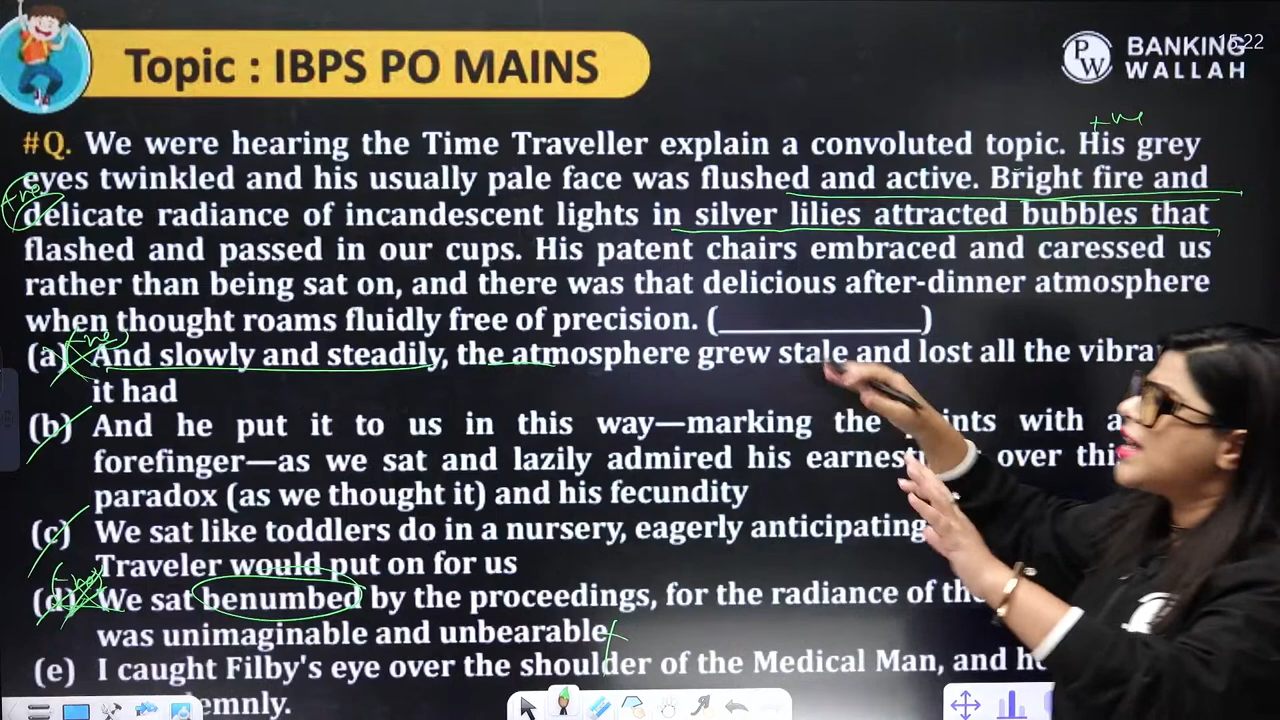 15:22
Topic : IBPS PO MAINS
PW BANKING
WALLAH
+ve
#Q. We were hearing the Time Traveller explain a convoluted topic. His grey
eyes twinkled and his usually pale face was flushed and active. Bright fire and
+ve
delicate radiance of incandescent lights in silver lilies attracted bubbles that
flashed and passed in our cups. His patent chairs embraced and caressed us
rather than being sat on, and there was that delicious after-dinner atmosphere
when thought roams fluidly free of precision. (____________)
(a) And slowly and steadily, the atmosphere grew stale and lost all the
it had
(b) And he put it to us in this way—marking the with
forefinger—as we sat and lazily admired his over
paradox (as we thought it) and his fecundity
(c) We sat like toddlers do in a nursery, eagerly anticipating
Traveler would put on for us
(d) We sat benumbed by the proceedings, for the radiance of
was unimaginable and unbearable
(e) I caught Filby's eye over the shoulder of the Medical Man, and